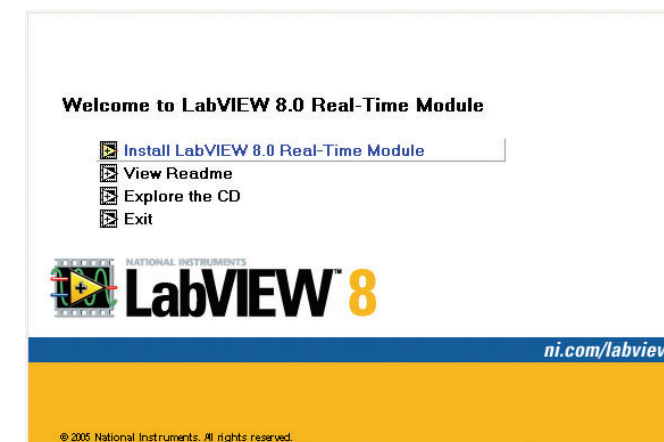 Welcome to LabVIEW 8.0 Real-Time Module
Install LabVIEW 8.0 Real-Time Module
View Readme
Explore the CD
Exit
NATIONAL INSTRUMENTS
LabVIEW™ 8
ni.com/labview
© 2005 National Instruments. All rights reserved.